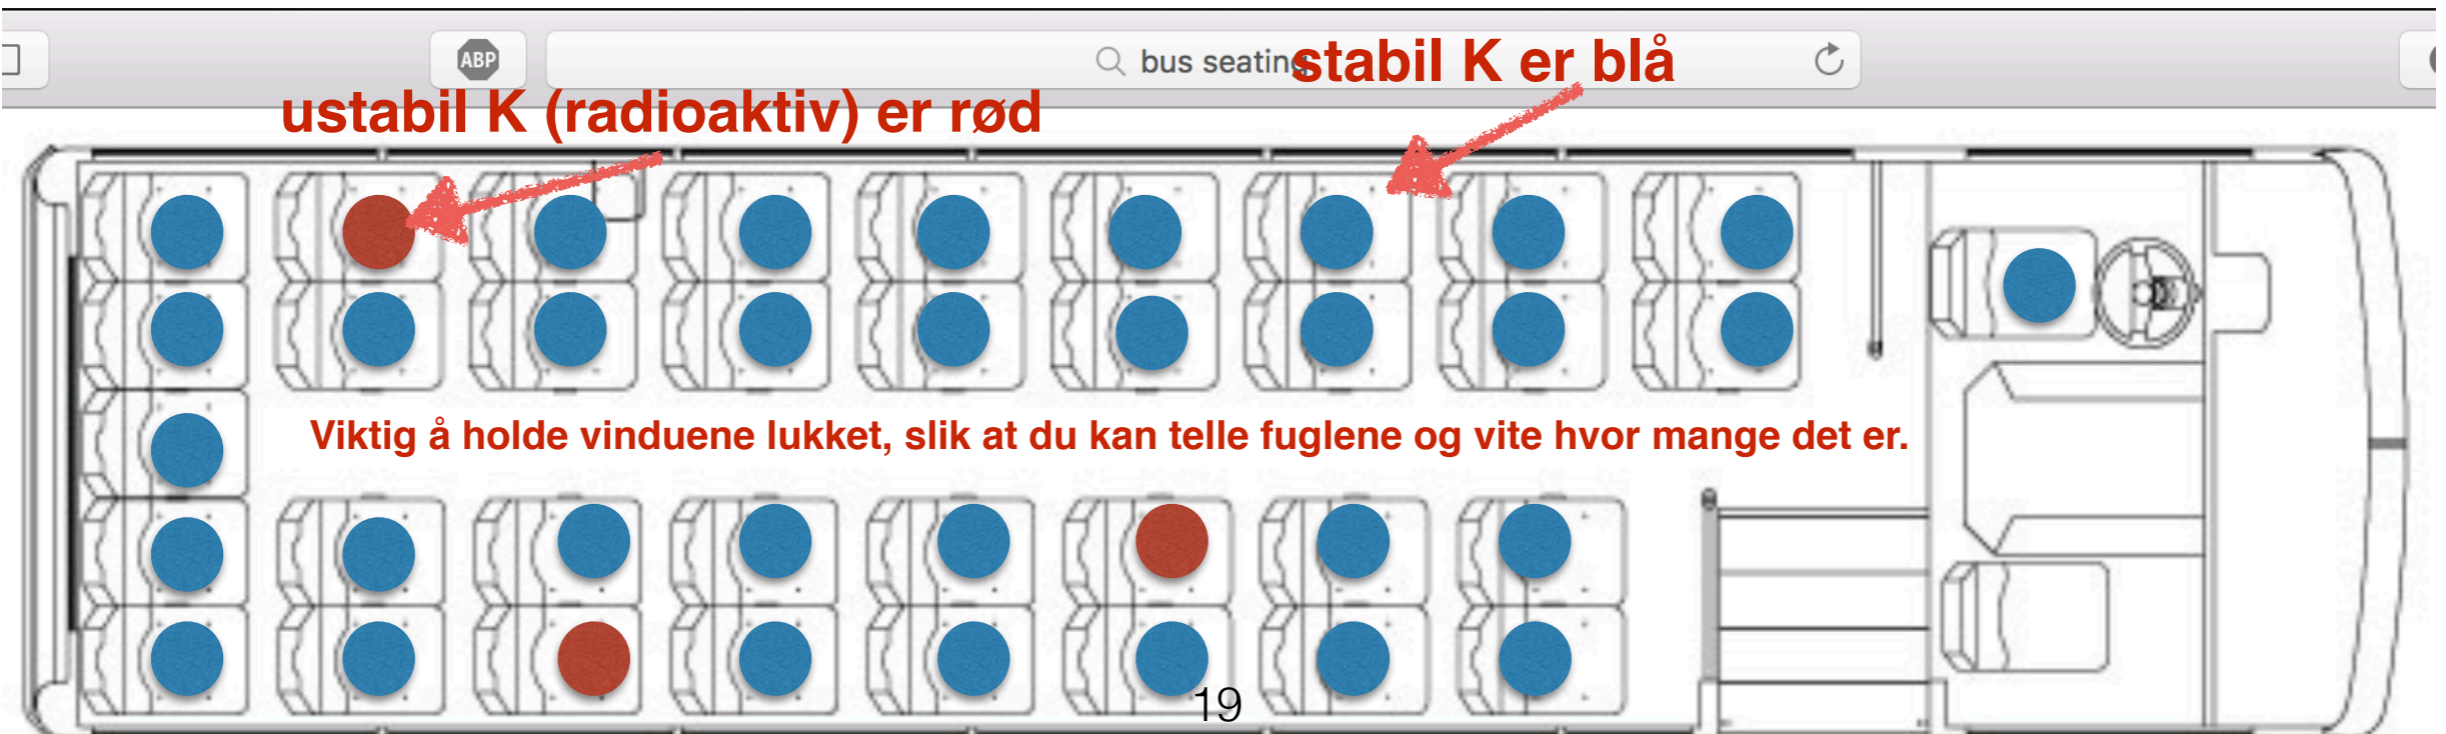 ABP
bus seating
stabil K er blå
ustabil K (radioaktiv) er rød
Viktig å holde vinduene lukket, slik at du kan telle fuglene og vite hvor mange det er.
19